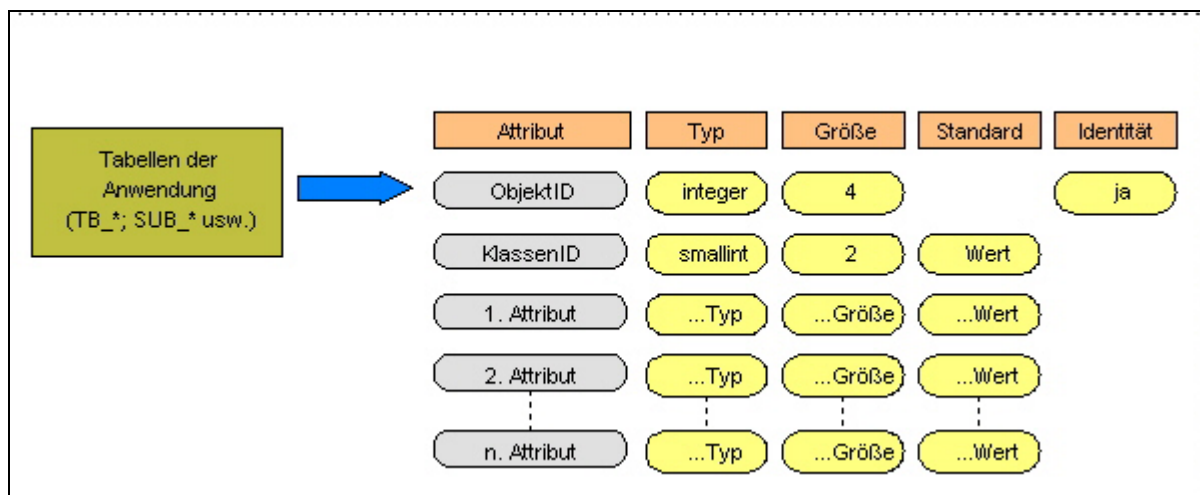 Tabellen der
Anwendung
(TB_*; SUB_* usw.)
Attribut Typ Größe Standard Identität
ObjektID integer 4 ja
KlassenID smallint 2 Wert
1. Attribut ...Typ ...Größe ...Wert
2. Attribut ...Typ ...Größe ...Wert
n. Attribut ...Typ ...Größe ...Wert